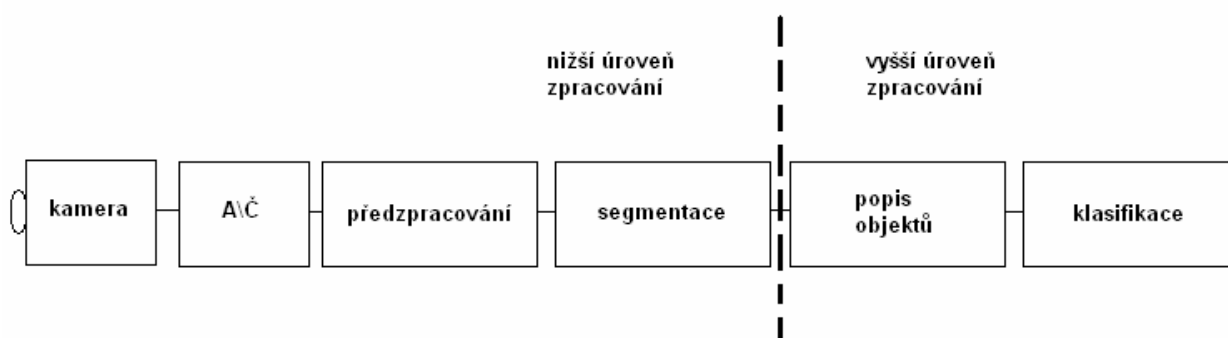 nižší úroveň
zpracování
vyšší úroveň
zpracování
kamera
A\Č
předzpracování
segmentace
popis
objektů
klasifikace